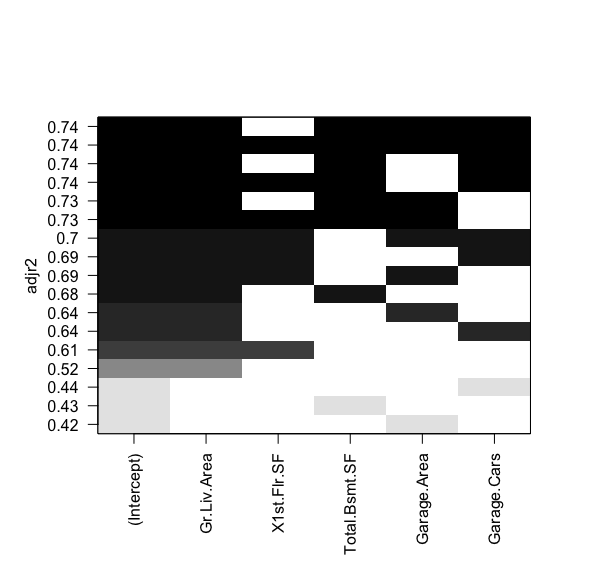 0.74
0.74
0.74
0.74
0.73
0.73
0.7
0.69
0.69
0.68
0.64
0.64
0.61
0.52
0.44
0.43
0.42
adjr2
(Intercept)
Gr.Liv.Area
X1st.Flr.SF
Total.Bsmt.SF
Garage.Area
Garage.Cars